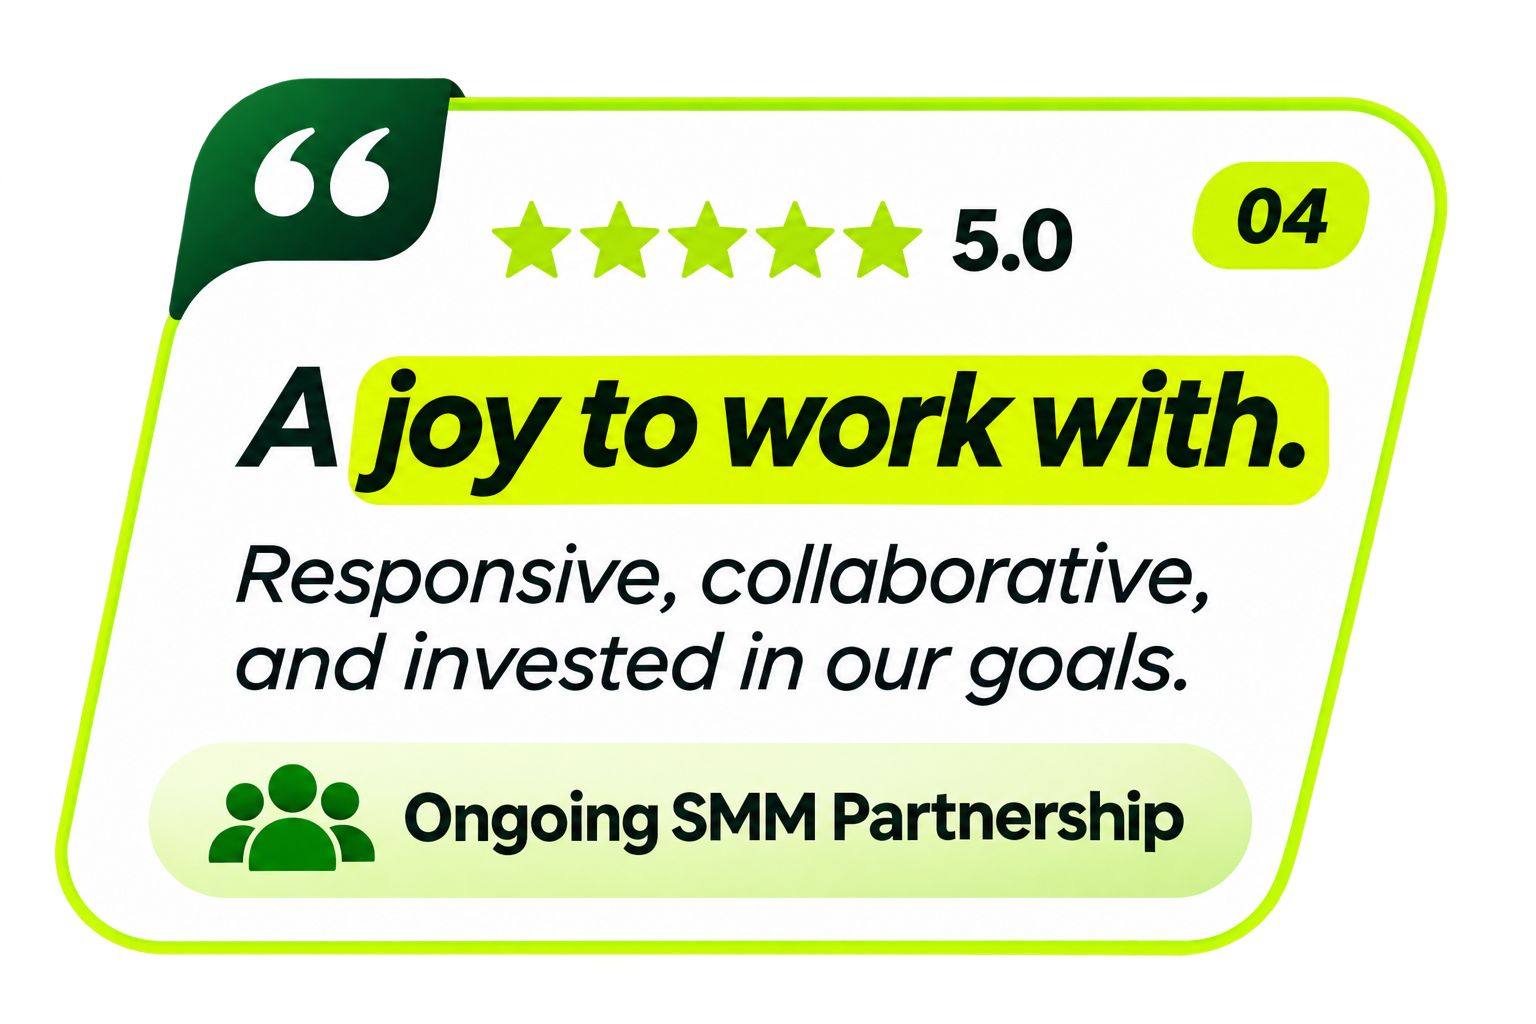 “
5.0
04
A joy to work with.
Responsive, collaborative,
and invested in our goals.
Ongoing SMM Partnership